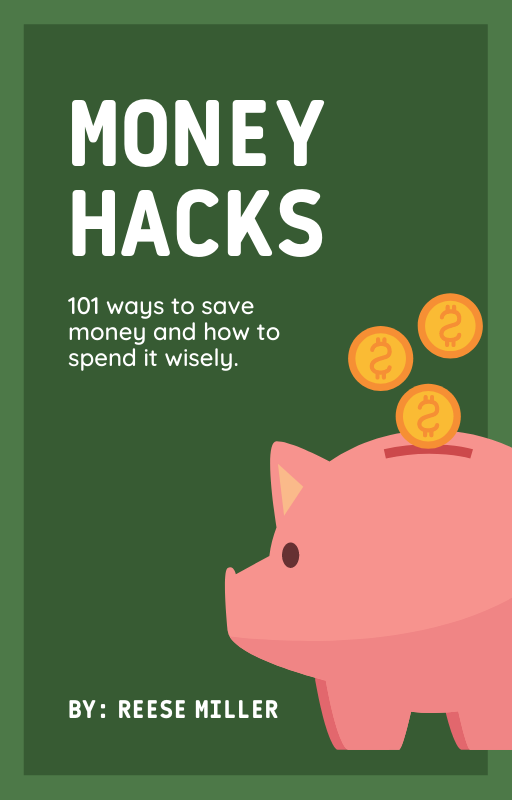 MONEY
HACKS
101 ways to save
money and how to
spend it wisely.
BY: REESE MILLER